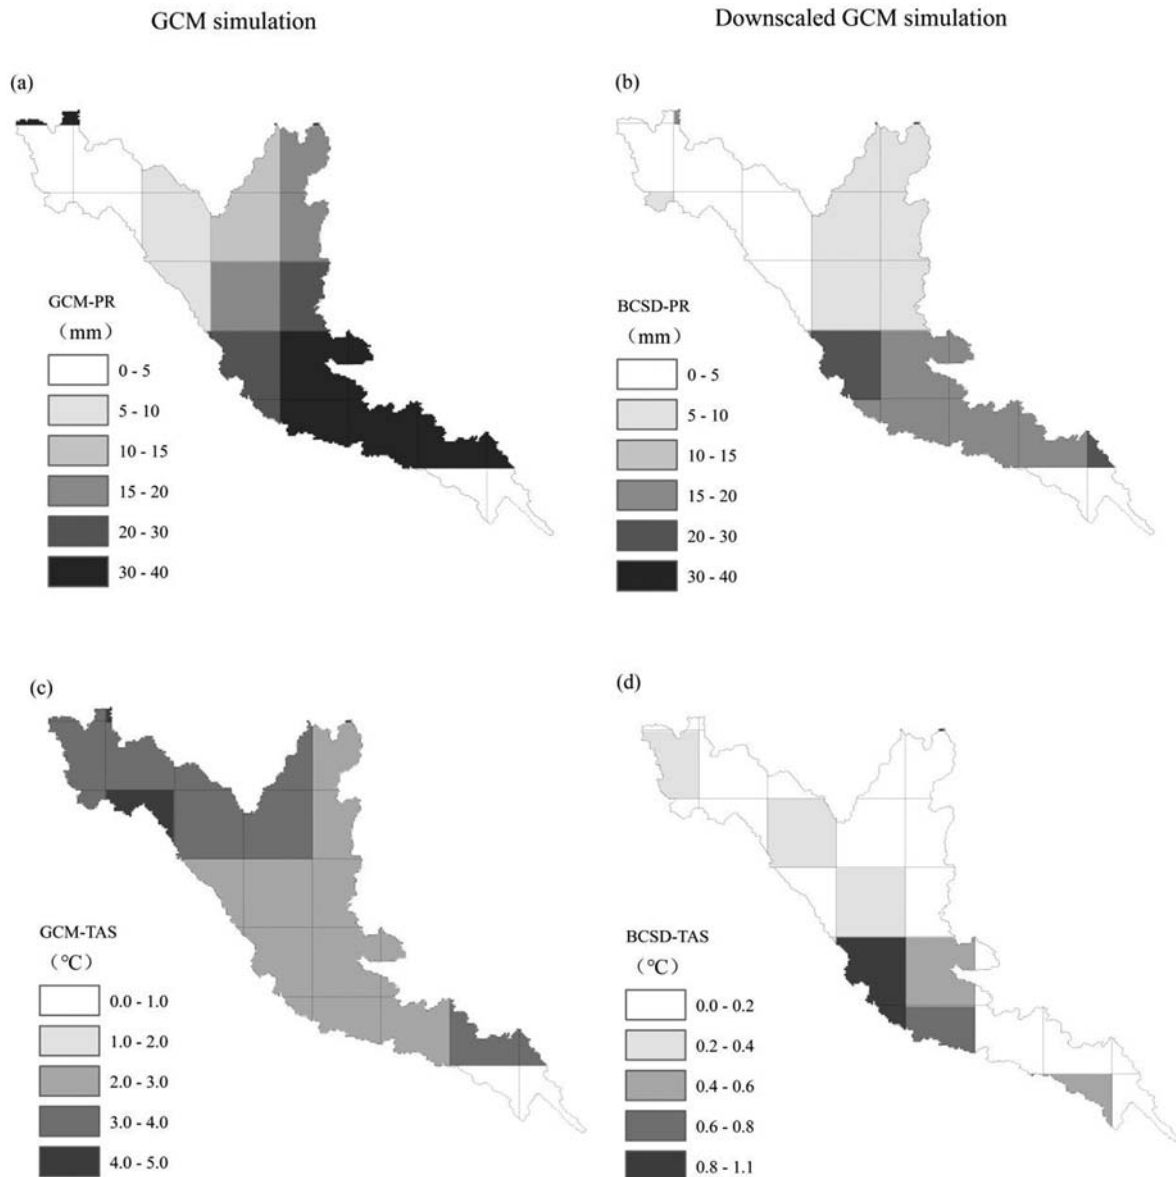 GCM simulation
Downscaled GCM simulation
(a)
GCM-PR
（mm）
0 - 5
5 - 10
10 - 15
15 - 20
20 - 30
30 - 40
(b)
BCSD-PR
（mm）
0 - 5
5 - 10
10 - 15
15 - 20
20 - 30
30 - 40
(c)
GCM-TAS
（°C）
0.0 - 1.0
1.0 - 2.0
2.0 - 3.0
3.0 - 4.0
4.0 - 5.0
(d)
BCSD-TAS
（°C）
0.0 - 0.2
0.2 - 0.4
0.4 - 0.6
0.6 - 0.8
0.8 - 1.1